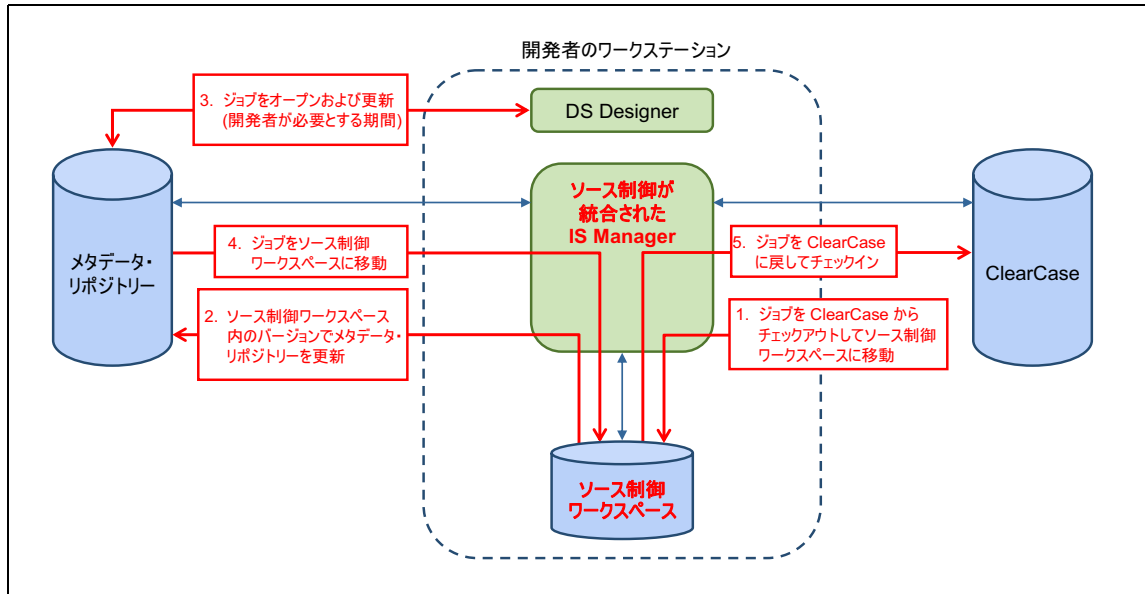 開発者のワークステーション
3. ジョブをオープンおよび更新
(開発者が必要とする期間)
DS Designer
ソース制御が
統合された
IS Manager
メタデータ・
リポジトリー
4. ジョブをソース制御
ワークスペースに移動
5. ジョブを ClearCase
に戻してチェックイン
ClearCase
2. ソース制御ワークスペース
内のバージョンでメタデータ・
リポジトリーを更新
1. ジョブを ClearCase から
チェックアウトしてソース制御
ワークスペースに移動
ソース制御
ワークスペース